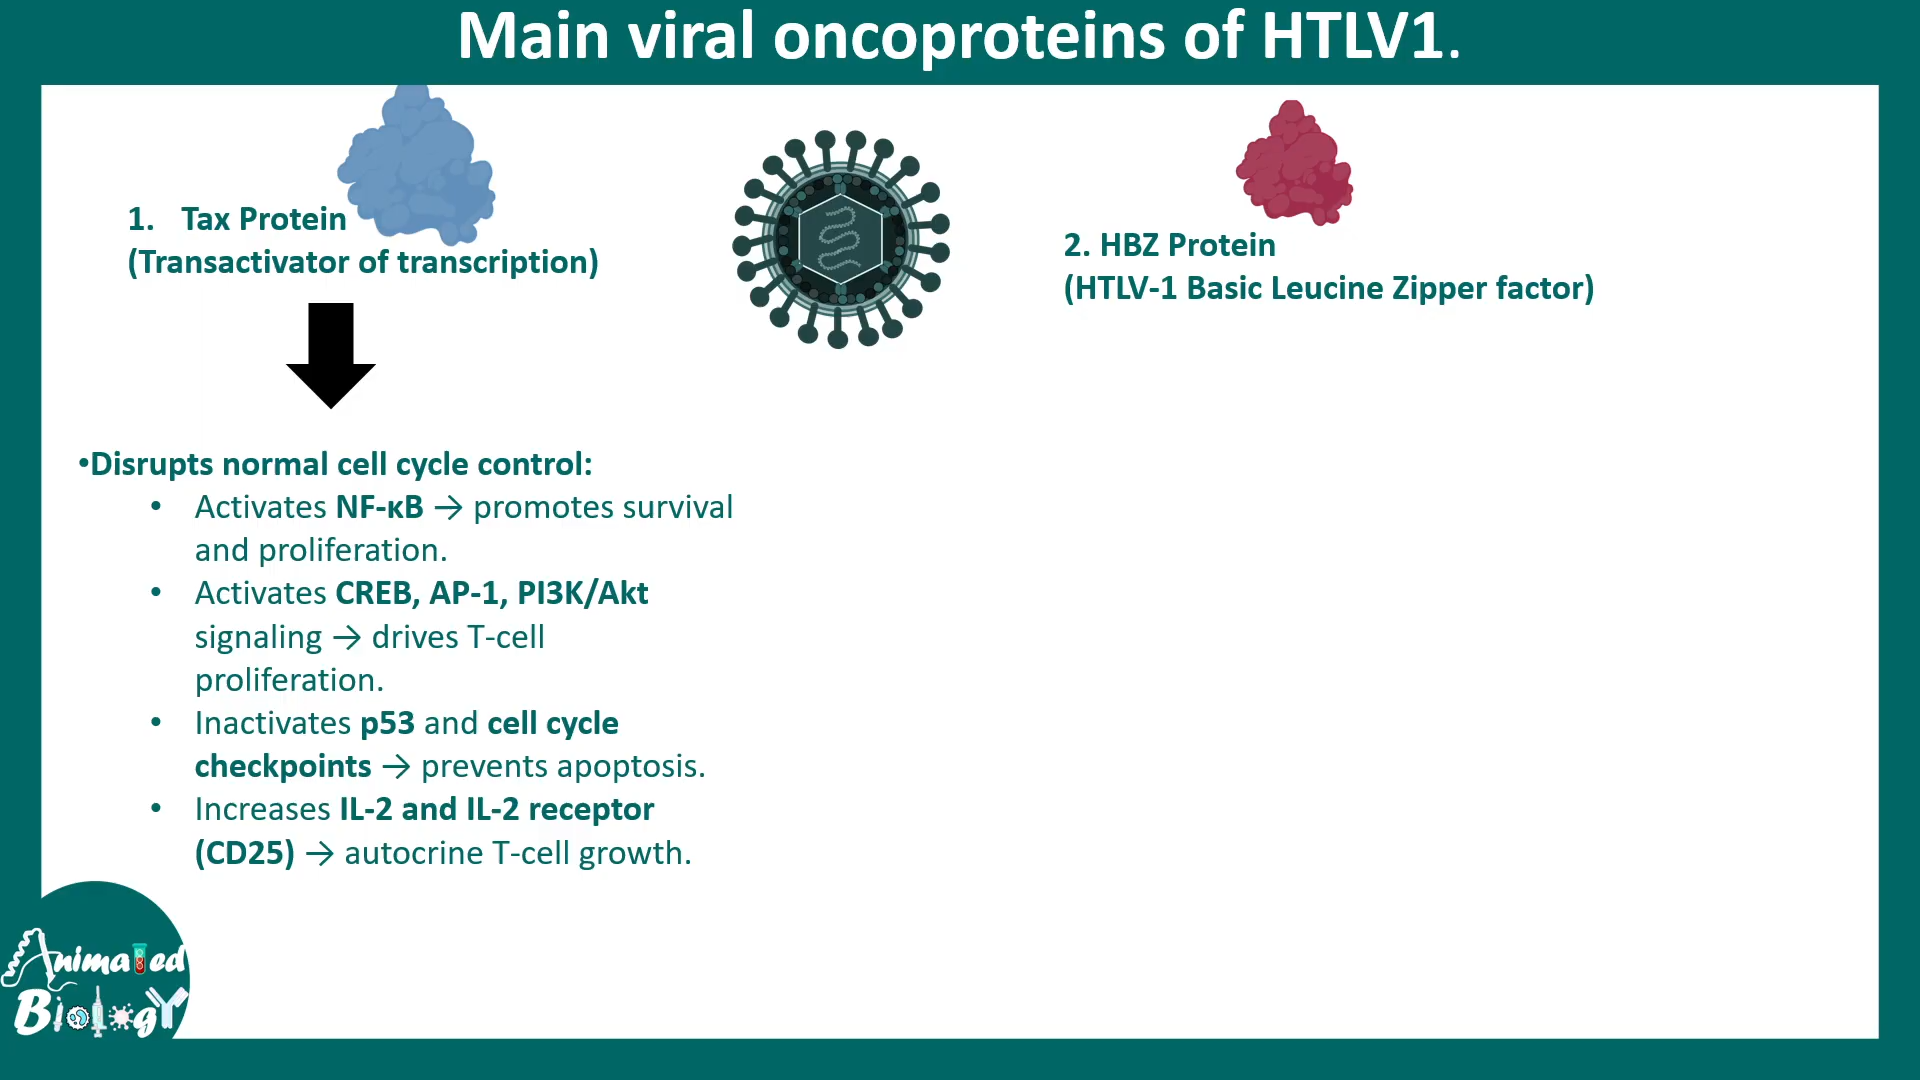 Main viral oncoproteins of HTLV1.
1. Tax Protein
(Transactivator of transcription)
2. HBZ Protein
(HTLV-1 Basic Leucine Zipper factor)
•Disrupts normal cell cycle control:
• Activates NF-κB → promotes survival
and proliferation.
• Activates CREB, AP-1, PI3K/Akt
signaling → drives T-cell
proliferation.
• Inactivates p53 and cell cycle
checkpoints → prevents apoptosis.
• Increases IL-2 and IL-2 receptor
(CD25) → autocrine T-cell growth.
Animated
Biology